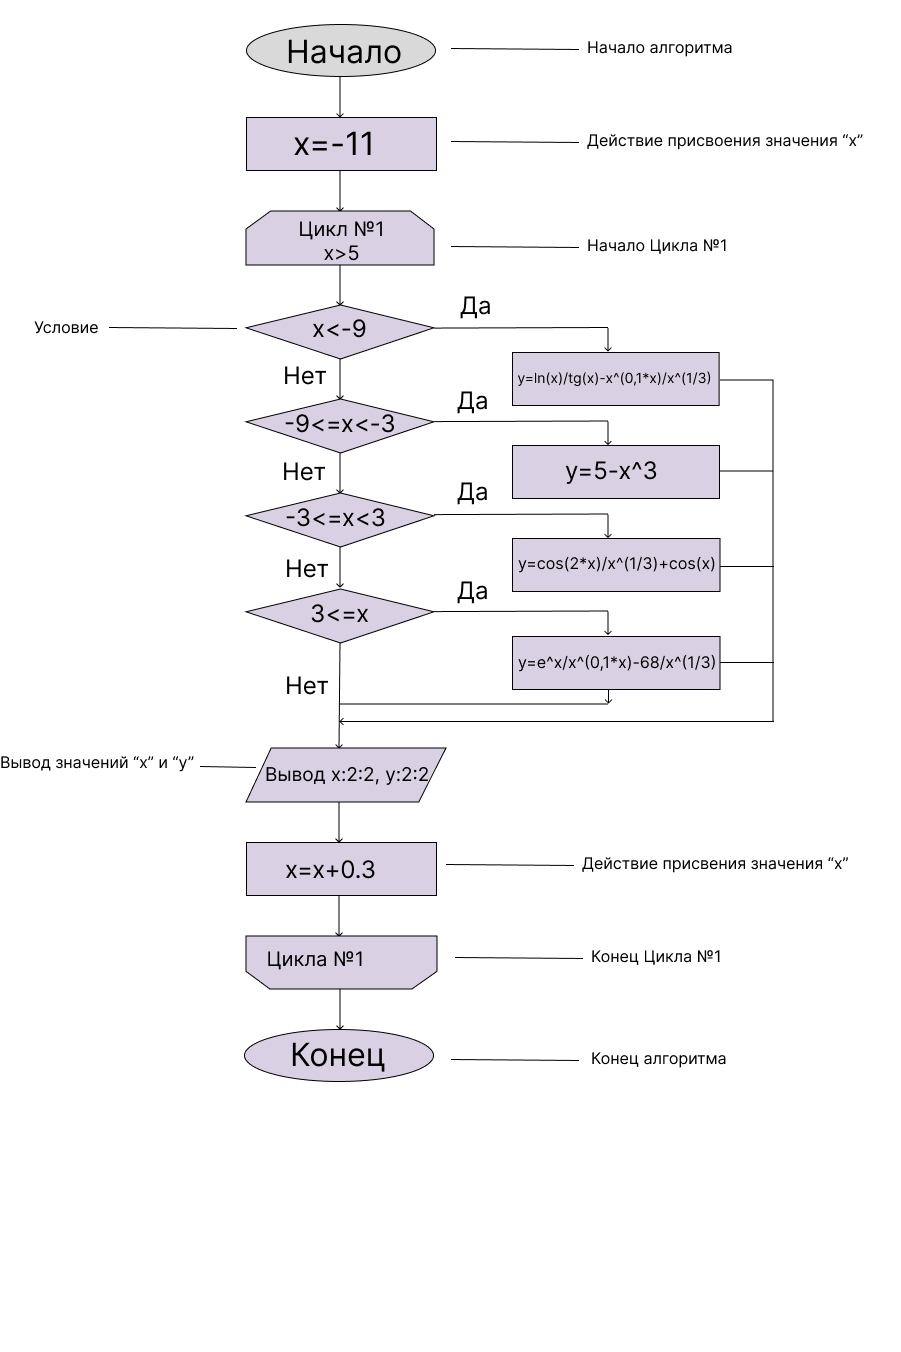 Начало
Начало алгоритма
x=-11
Действие присвоения значения “x”
Цикл №1
x>5
Начало Цикла №1
Да
Условие
x<-9
y=ln(x)/tg(x)-x^(0,1*x)/x^(1/3)
Нет
Да
-9<=x<-3
y=5-x^3
Нет
Да
-3<=x<3
y=cos(2*x)/x^(1/3)+cos(x)
Нет
Да
3<=x
y=e^x/x^(0,1*x)-68/x^(1/3)
Нет
Вывод значений “x” и “y”
Вывод x:2:2, y:2:2
x=x+0.3
Действие присвения значения “x”
Цикла №1
Конец Цикла №1
Конец
Конец алгоритма